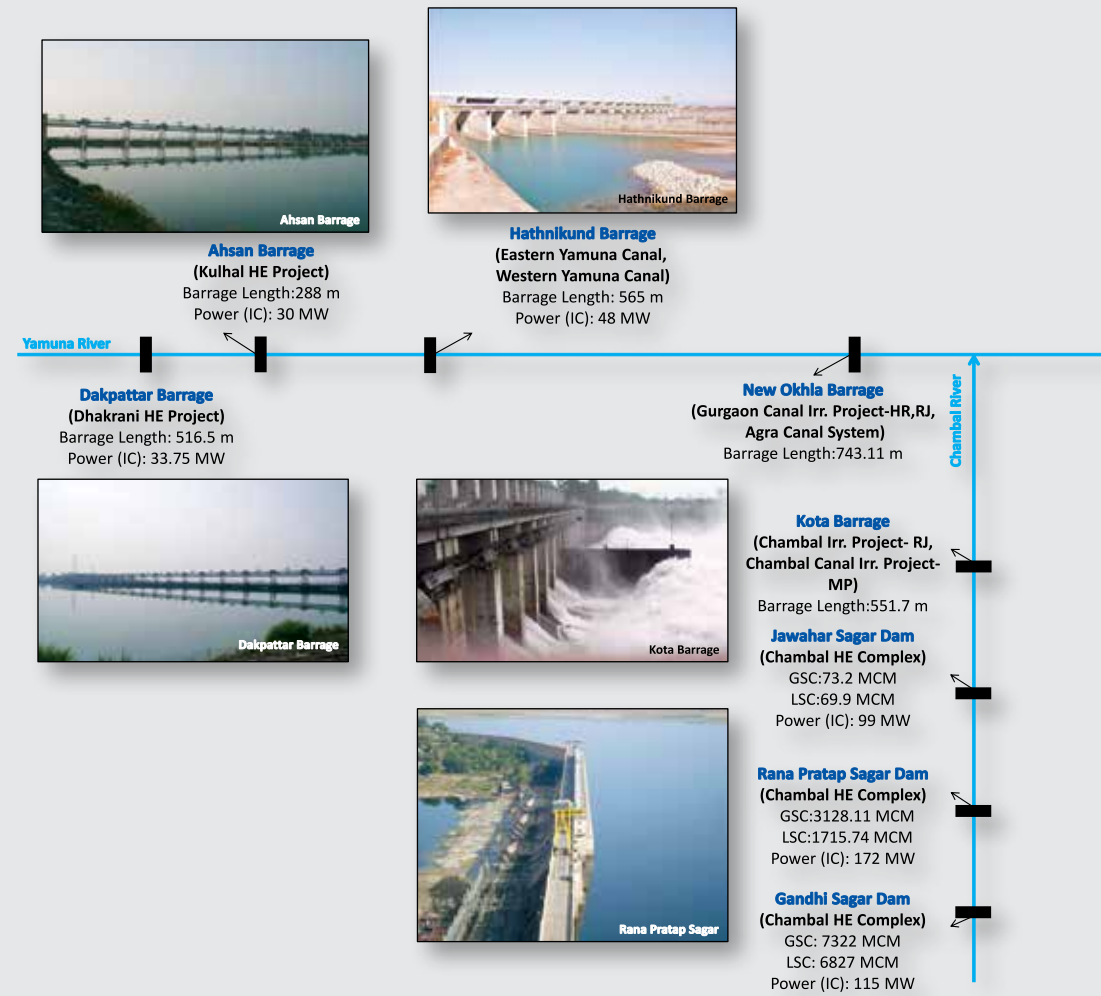 Ahsan Barrage
Hathnikund Barrage
Ahsan Barrage
(Kulhal HE Project)
Barrage Length:288 m
Power (IC): 30 MW
Hathnikund Barrage
(Eastern Yamuna Canal,
Western Yamuna Canal)
Barrage Length: 565 m
Power (IC): 48 MW
Yamuna River
Dakpattar Barrage
(Dhakrani HE Project)
Barrage Length: 516.5 m
Power (IC): 33.75 MW
New Okhla Barrage
(Gurgaon Canal Irr. Project-HR,RJ,
Agra Canal System)
Barrage Length:743.11 m
Chambal River
Dakpattar Barrage
Kota Barrage
Kota Barrage
(Chambal Irr. Project- RJ,
Chambal Canal Irr. Project-
MP)
Barrage Length:551.7 m
Jawahar Sagar Dam
(Chambal HE Complex)
GSC:73.2 MCM
LSC:69.9 MCM
Power (IC): 99 MW
Rana Pratap Sagar
Rana Pratap Sagar Dam
(Chambal HE Complex)
GSC:3128.11 MCM
LSC:1715.74 MCM
Power (IC): 172 MW
Gandhi Sagar Dam
(Chambal HE Complex)
GSC: 7322 MCM
LSC: 6827 MCM
Power (IC): 115 MW